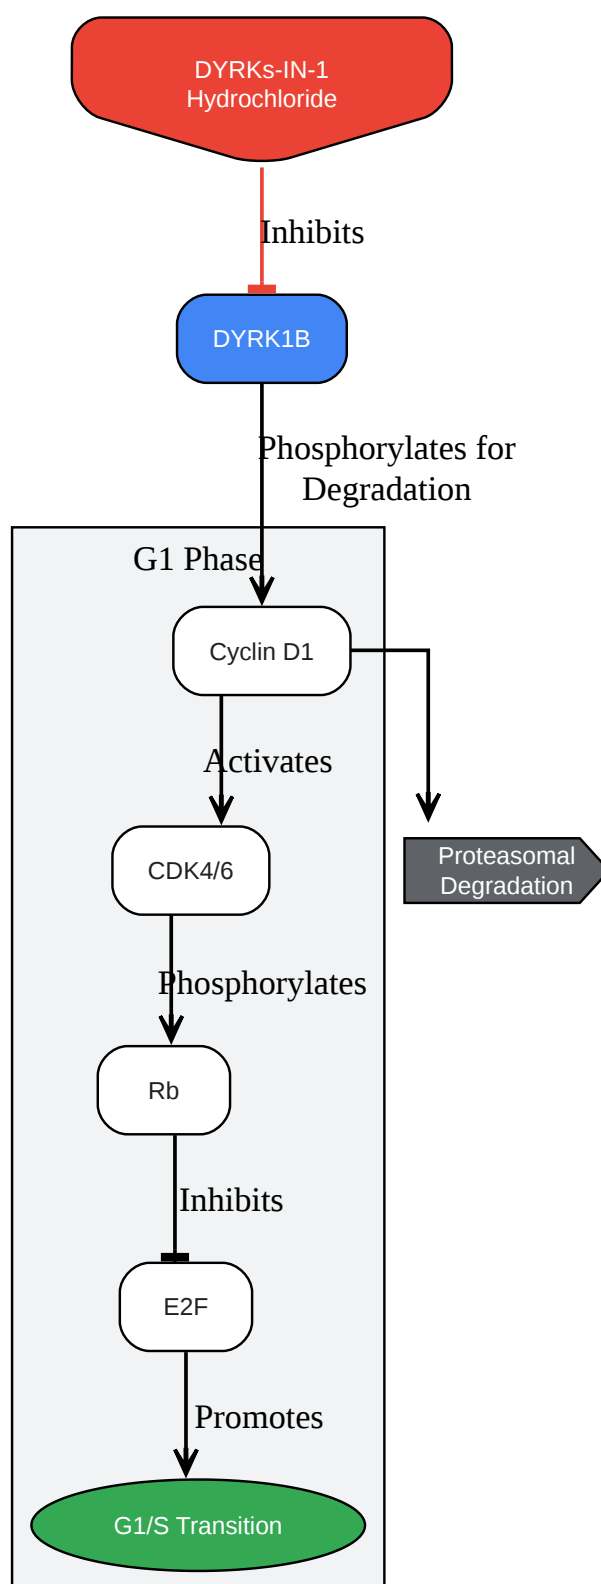 DYRKs-IN-1
Hydrochloride
Inhibits
DYRK1B
Phosphorylates for
Degradation
G1 Phase
Cyclin D1
Activates
CDK4/6
Proteasomal
Degradation
Phosphorylates
Rb
Inhibits
E2F
Promotes
G1/S Transition